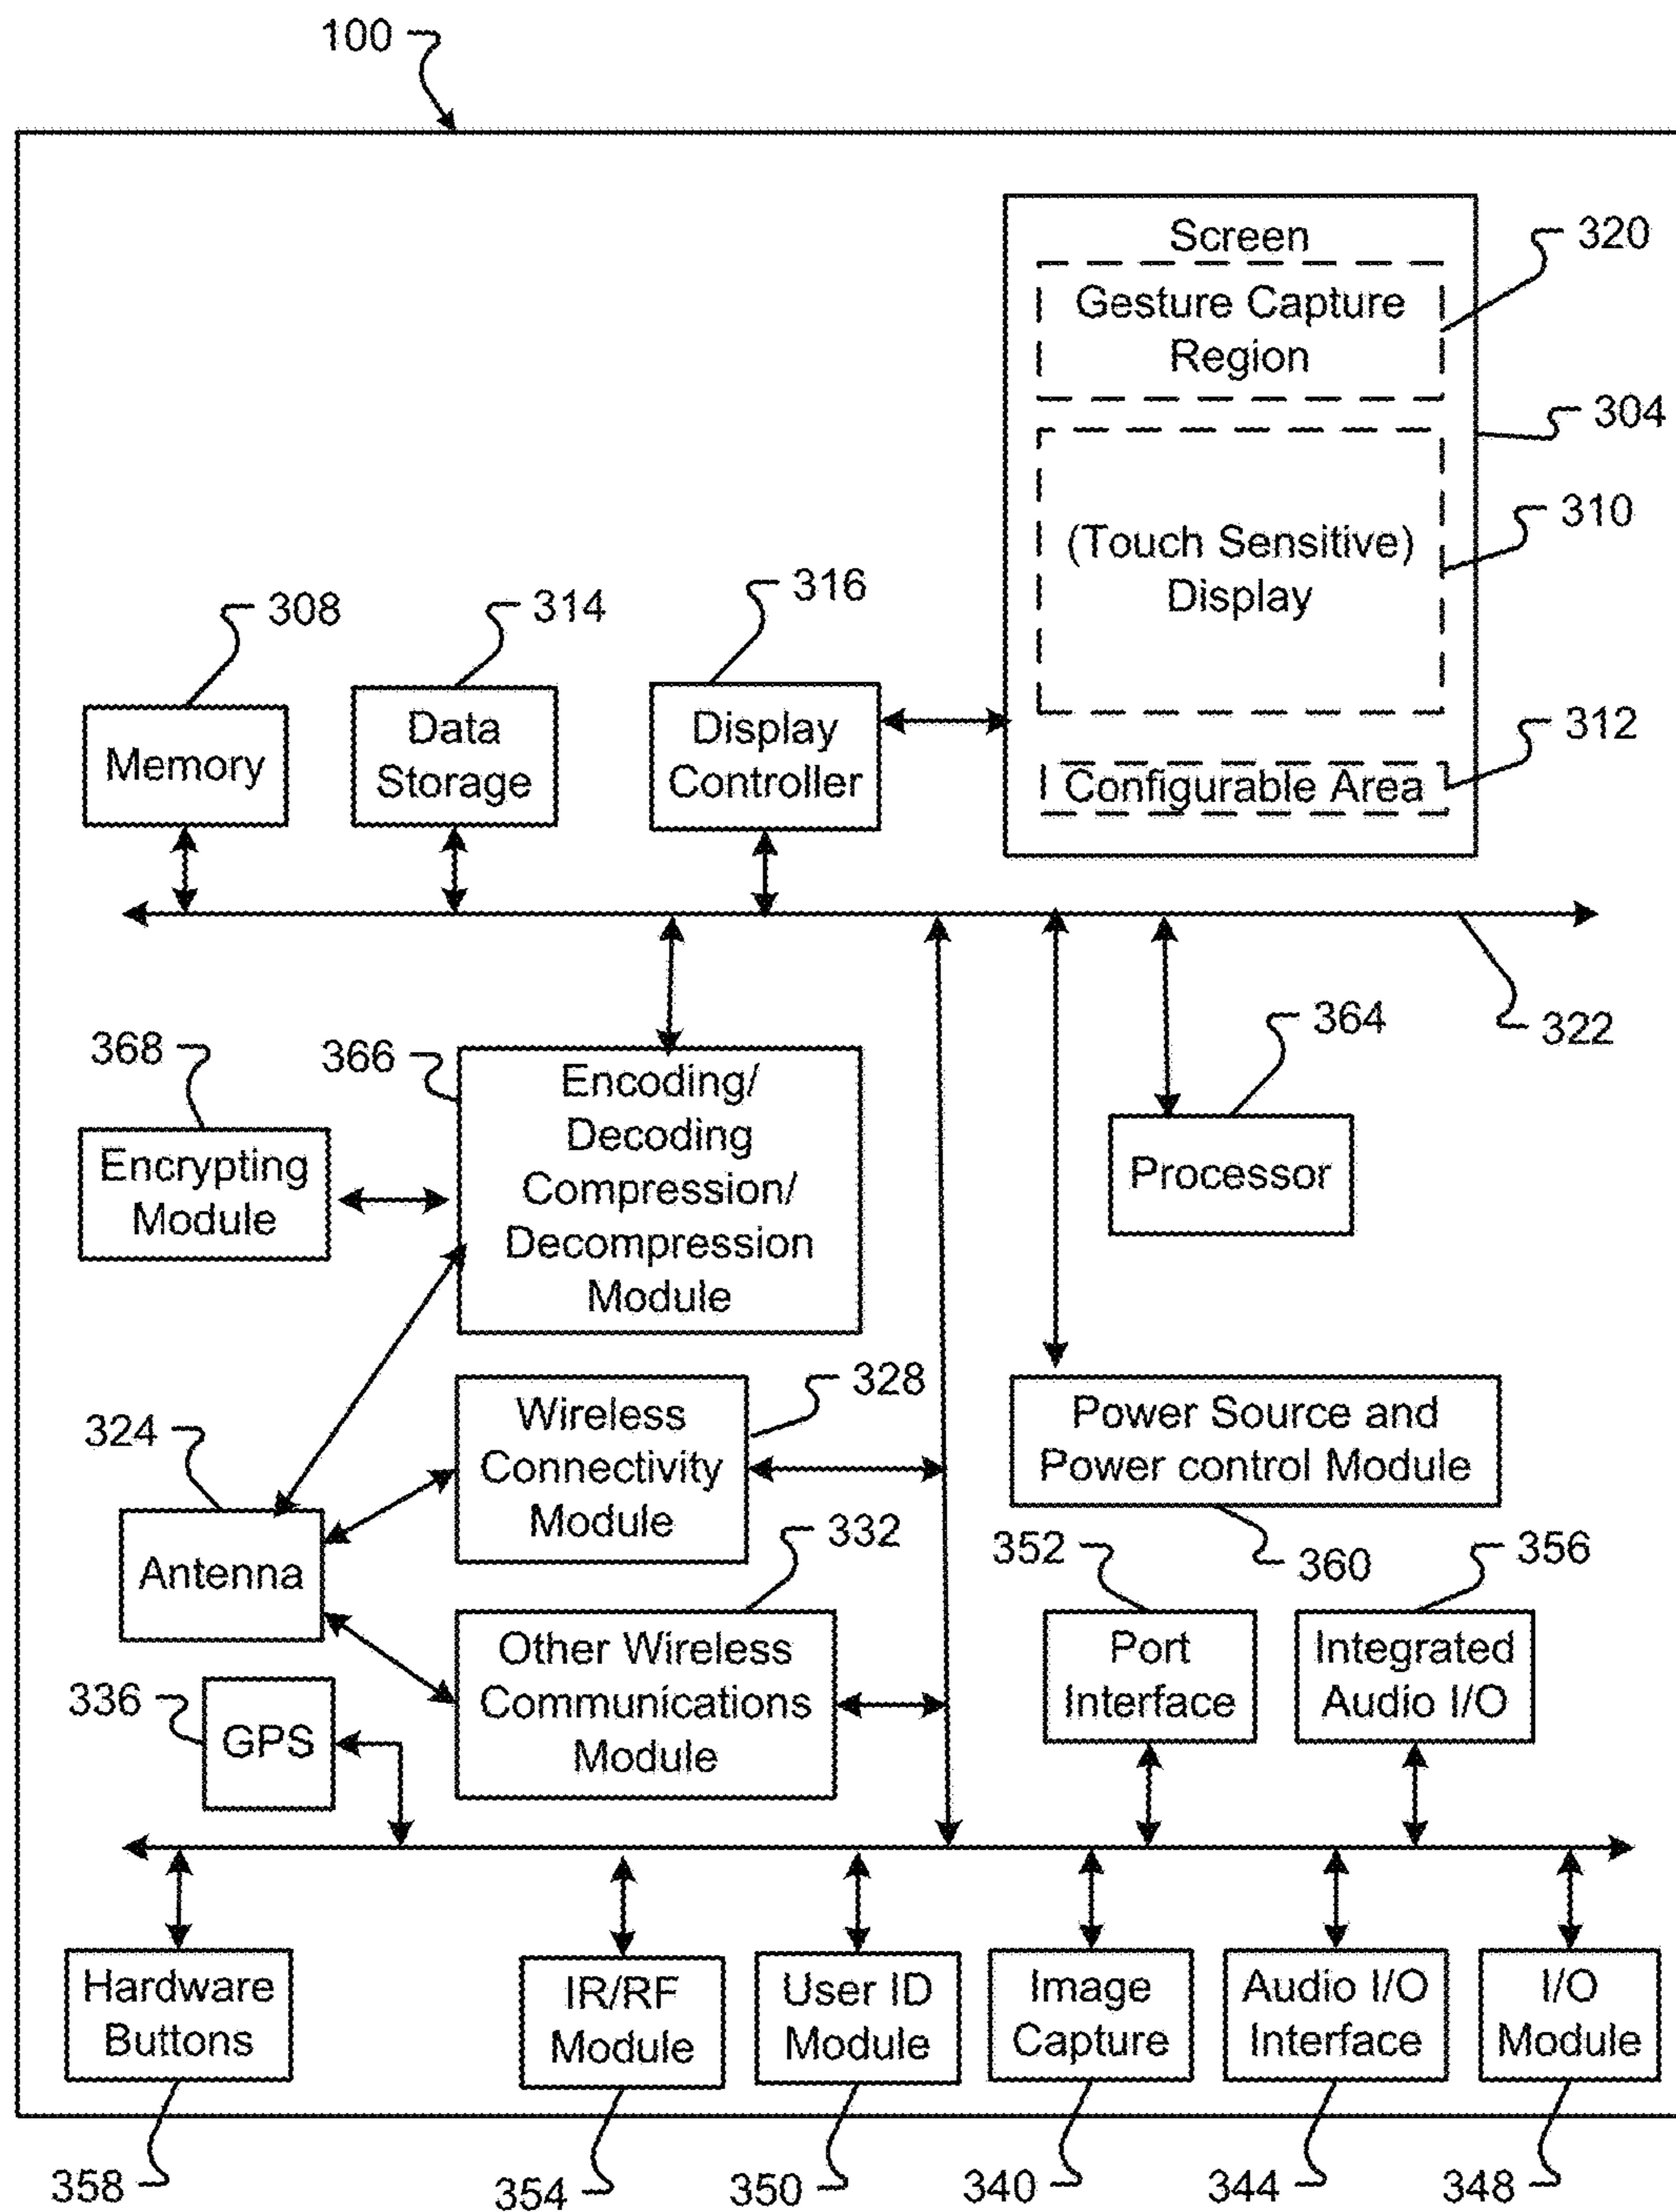 100
Screen
320
Gesture Capture
Region
304
310
(Touch Sensitive)
Display
308
314
316
312
Memory
Data
Storage
Display
Controller
Configurable Area
322
368
366
364
Encrypting
Module
Encoding/
Decoding
Compression/
Decompression
Module
Processor
324
328
Wireless
Connectivity
Module
Power Source and
Power control Module
Antenna
332
352
360
356
336
GPS
Other Wireless
Communications
Module
Port
Interface
Integrated
Audio I/O
Hardware
Buttons
IR/RF
Module
User ID
Module
Image
Capture
Audio I/O
Interface
I/O
Module
358
354
350
340
344
348